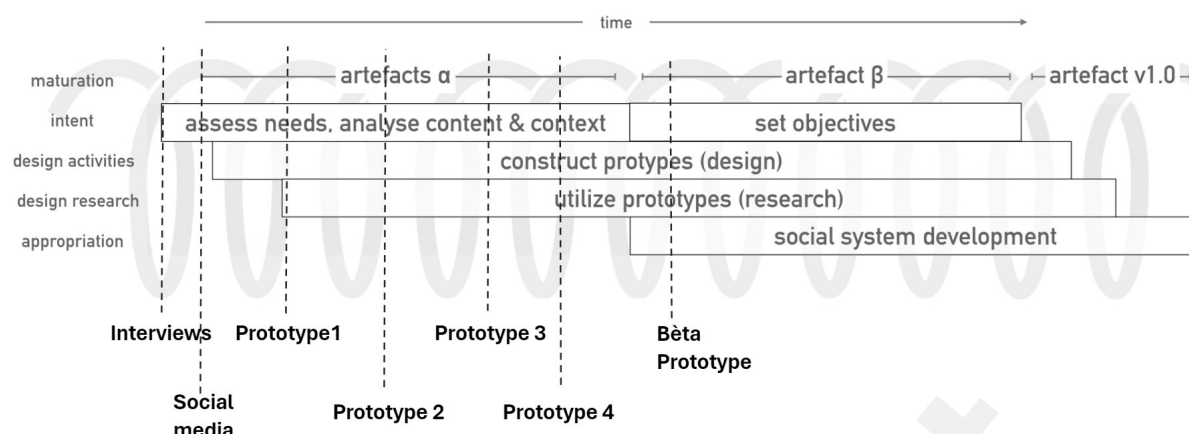 time
maturation
artefacts α
artefact β
artefact v1.0
intent
assess needs, analyse content & context
set objectives
design activities
construct protypes (design)
design research
utilize prototypes (research)
appropriation
social system development
Interviews
Prototype1
Prototype 3
Bèta
Prototype
Social
media
Prototype 2
Prototype 4